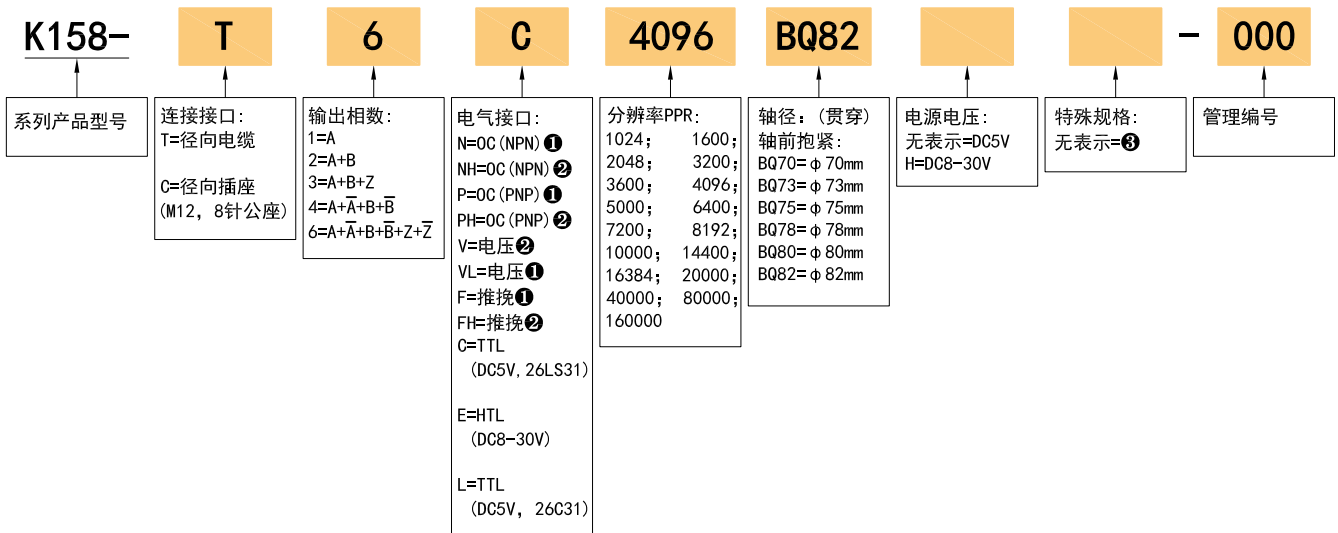 K158- T 6 C 4096 BQ82 - 000
系列产品型号
连接接口:
T=径向电缆
C=径向插座
(M12, 8针公座)
输出相数:
1=A
2=A+B
3=A+B+Z
4=A+A̅+B+B̅
6=A+A̅+B+B̅+Z+Z̅
电气接口:
N=OC(NPN)❶
NH=OC(NPN)❷
P=OC(PNP)❶
PH=OC(PNP)❷
V=电压❷
VL=电压❶
F=推挽❶
FH=推挽❷
C=TTL
(DC5V,26LS31)
E=HTL
(DC8-30V)
L=TTL
(DC5V, 26C31)
分辨率PPR:
1024; 1600;
2048; 3200;
3600; 4096;
5000; 6400;
7200; 8192;
10000; 14400;
16384; 20000;
40000; 80000;
160000
轴径:(贯穿)
轴前抱紧:
BQ70=φ70mm
BQ73=φ73mm
BQ75=φ75mm
BQ78=φ78mm
BQ80=φ80mm
BQ82=φ82mm
电源电压:
无表示=DC5V
H=DC8-30V
特殊规格:
无表示=❸
管理编号